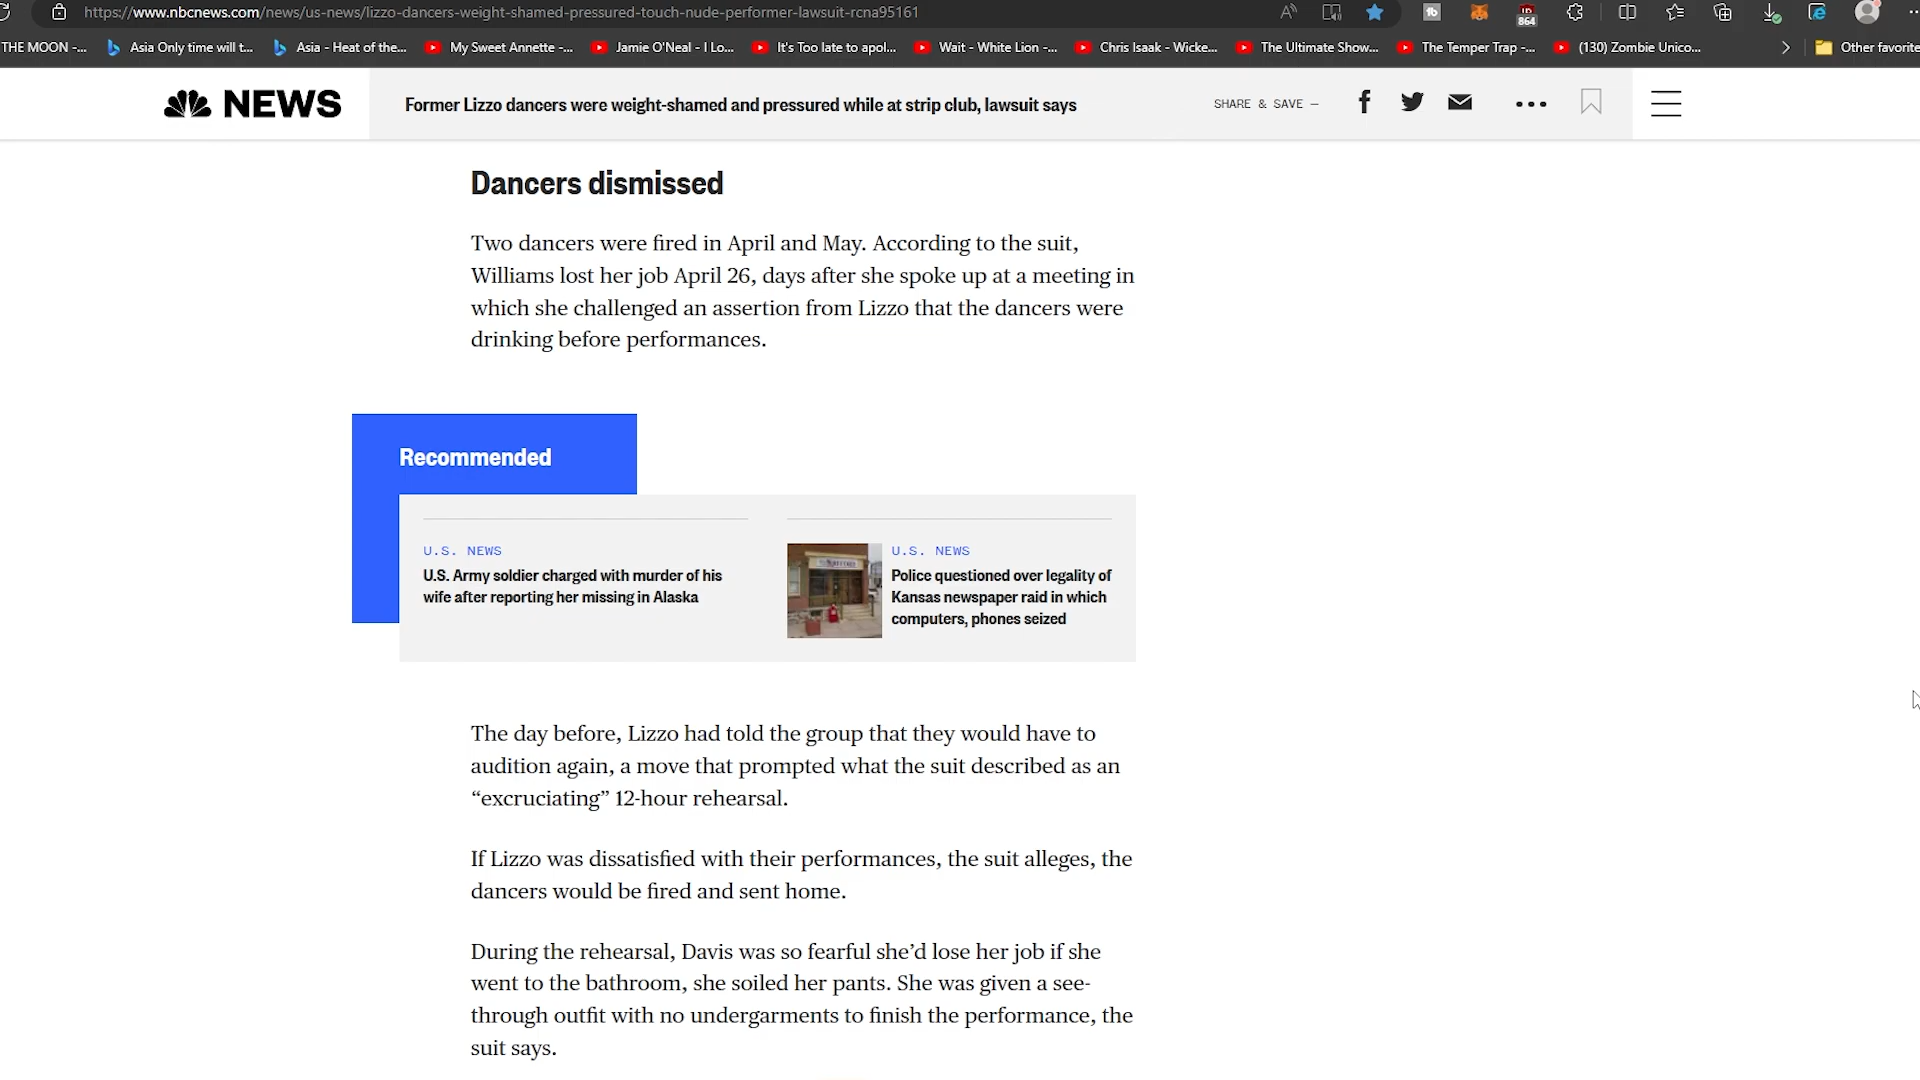 https://www.nbcnews.com/news/us-news/lizzo-dancers-weight-shamed-pressured-touch-nude-performer-lawsuit-rcna95161
864
THE MOON -...
Asia Only time will t...
Asia - Heat of the...
My Sweet Annette -...
Jamie O'Neal - I Lo...
It's Too late to apol...
Wait - White Lion -...
Chris Isaak - Wicke...
The Ultimate Show...
The Temper Trap -...
(130) Zombie Unico...
Other favorite
NEWS
Former Lizzo dancers were weight-shamed and pressured while at strip club, lawsuit says
SHARE & SAVE —
Dancers dismissed
Two dancers were fired in April and May. According to the suit,
Williams lost her job April 26, days after she spoke up at a meeting in
which she challenged an assertion from Lizzo that the dancers were
drinking before performances.
Recommended
U.S. NEWS
U.S. Army soldier charged with murder of his
wife after reporting her missing in Alaska
U.S. NEWS
Police questioned over legality of
Kansas newspaper raid in which
computers, phones seized
The day before, Lizzo had told the group that they would have to
audition again, a move that prompted what the suit described as an
“excruciating” 12-hour rehearsal.
If Lizzo was dissatisfied with their performances, the suit alleges, the
dancers would be fired and sent home.
During the rehearsal, Davis was so fearful she’d lose her job if she
went to the bathroom, she soiled her pants. She was given a see-
through outfit with no undergarments to finish the performance, the
suit says.